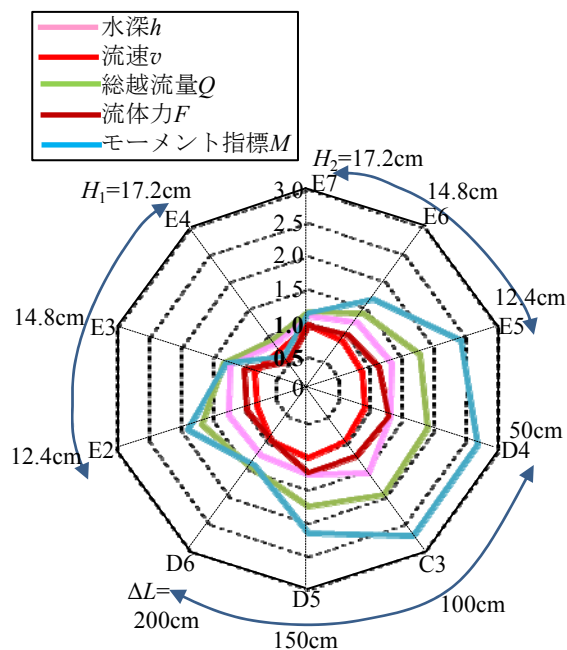 水深h
流速v
総越流量Q
流体力F
モーメント指標M
H₂=17.2cm
E7
14.8cm
E6
H₁=17.2cm
E4
3.0
2.5
2.0
1.5
1.0
0.5
0
12.4cm
E5
14.8cm
E3
12.4cm
E2
50cm
D4
D6
C3
D5
ΔL=
200cm
100cm
150cm